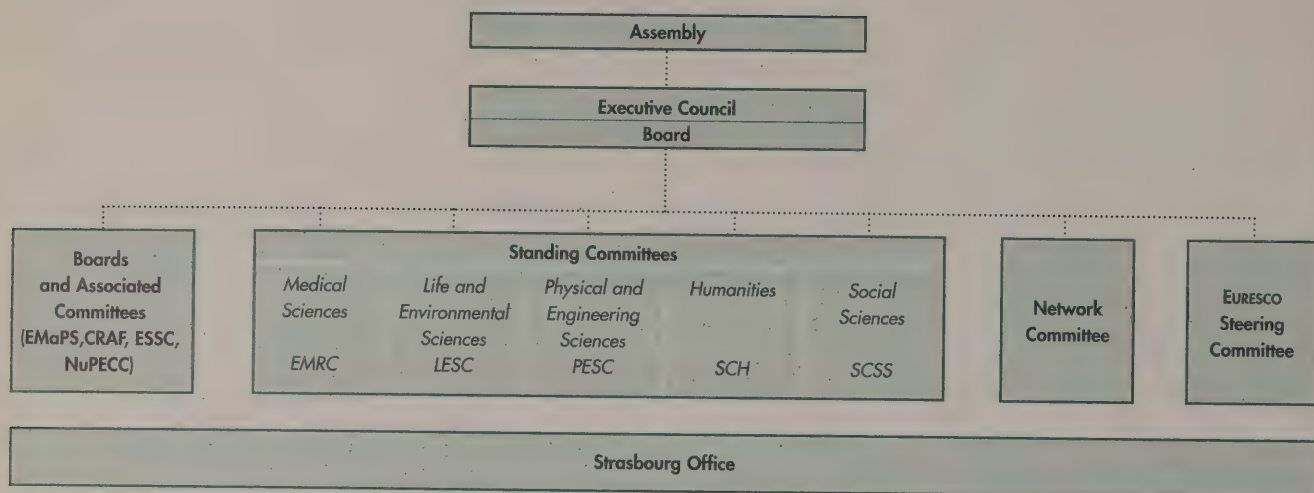 Assembly
Executive Council
Board
Boards
and Associated
Committees
(EMaPS,CRAF, ESSC,
NuPECC)
Standing Committees
Medical
Sciences
EMRC
Life and
Environmental
Sciences
LESC
Physical and
Engineering
Sciences
PESC
Humanities
SCH
Social
Sciences
SCSS
Network
Committee
EURESCO
Steering
Committee
Strasbourg Office